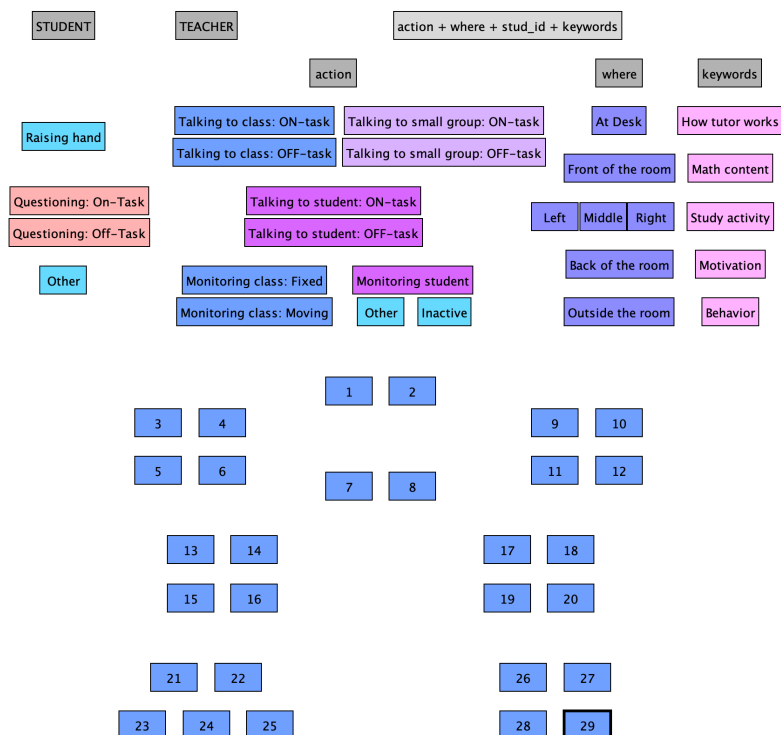 STUDENT TEACHER action + where + stud_id + keywords
action where keywords
Raising hand Talking to class: ON-task Talking to small group: ON-task At Desk How tutor works
Talking to class: OFF-task Talking to small group: OFF-task
Front of the room Math content
Questioning: On-Task Talking to student: ON-task
Left Middle Right Study activity
Questioning: Off-Task Talking to student: OFF-task
Back of the room Motivation
Other Monitoring class: Fixed Monitoring student
Monitoring class: Moving Other Inactive Outside the room Behavior
1 2
3 4 9 10
5 6 11 12
7 8
13 14 17 18
15 16 19 20
21 22 26 27
23 24 25 28 29